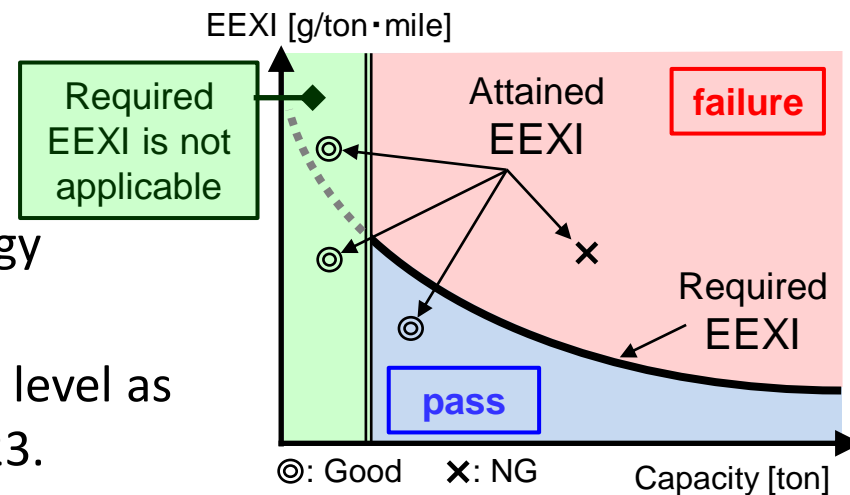 EEXI [g/ton・mile]
Required
EEXI is not
applicable
Attained
EEXI
failure
gy
Required
EEXI
level as
pass
3.
◎: Good ×: NG
Capacity [ton]